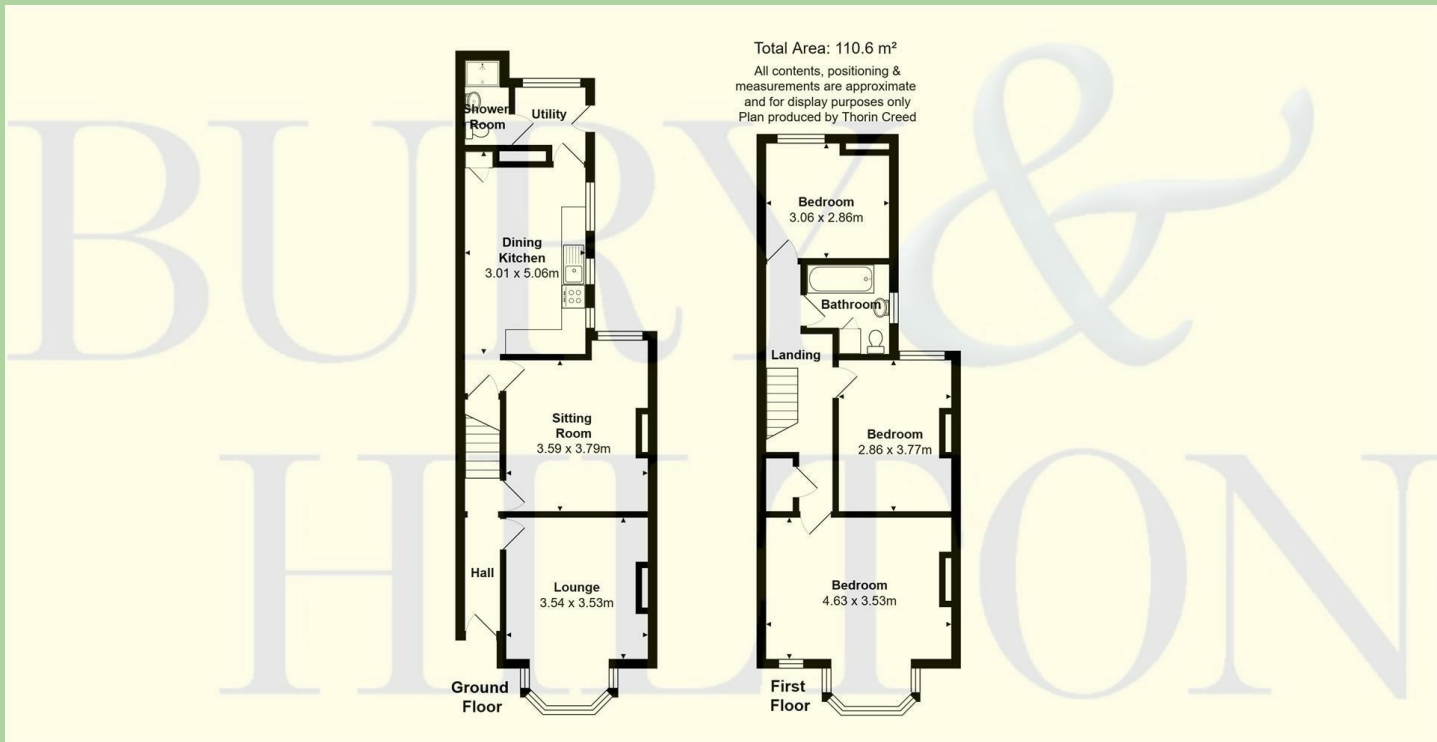 Total Area: 110.6 m²
All contents, positioning &
measurements are approximate
and for display purposes only
Plan produced by Thorin Creed
Shower
Room
Utility
Dining
Kitchen
3.01 x 5.06m
Sitting
Room
3.59 x 3.79m
Hall
Lounge
3.54 x 3.53m
Ground
Floor
Bedroom
3.06 x 2.86m
Bathroom
Landing
Bedroom
2.86 x 3.77m
Bedroom
4.63 x 3.53m
First
Floor
BURY &
HILTON